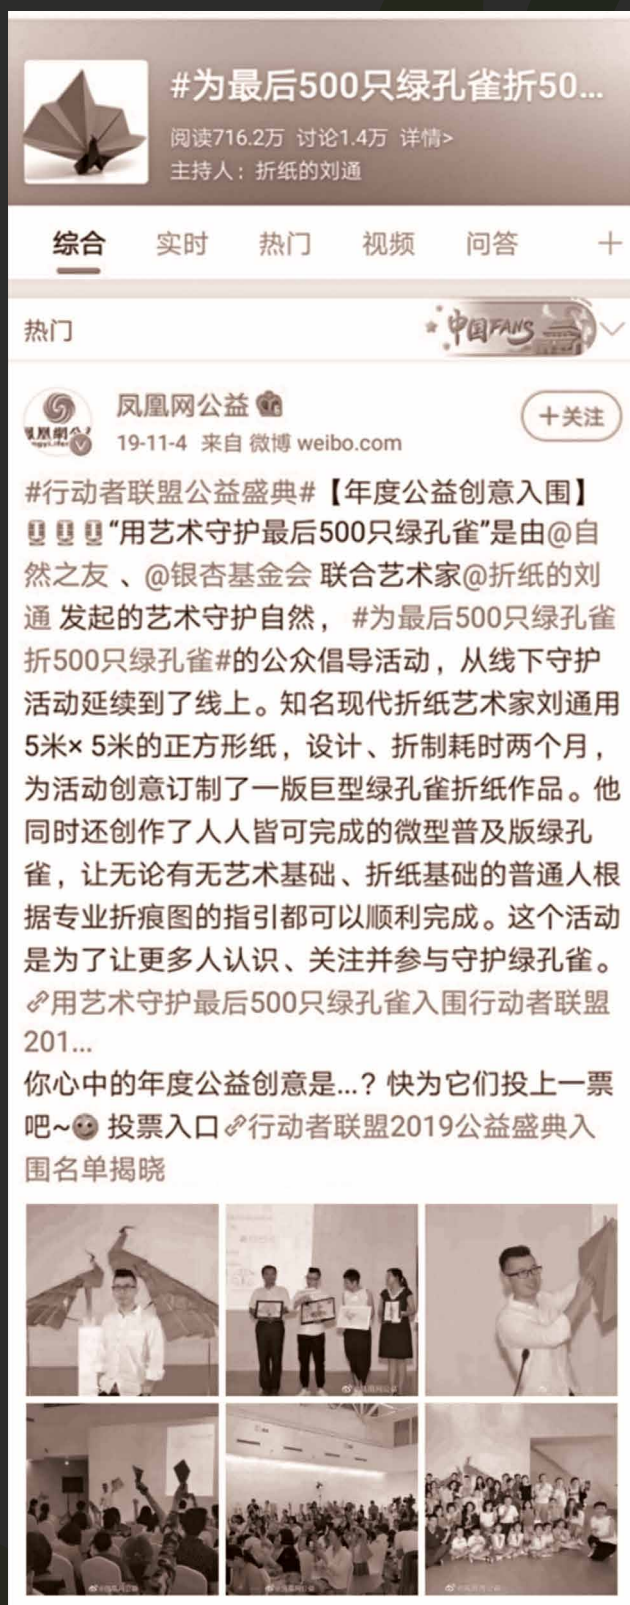 #为最后500只绿孔雀折50...
阅读716.2万 讨论1.4万 详情>
主持人：折纸的刘通
综合 实时 热门 视频 问答 +
热门
中国FANS
凤凰网公益
19-11-4 来自 微博 weibo.com
+关注
#行动者联盟公益盛典#【年度公益创意入围】
“用艺术守护最后500只绿孔雀”是由@自
然之友 、@银杏基金会 联合艺术家@折纸的刘
通 发起的艺术守护自然， #为最后500只绿孔雀
折500只绿孔雀#的公众倡导活动，从线下守护
活动延续到了线上。知名现代折纸艺术家刘通用
5米× 5米的正方形纸，设计、折制耗时两个月，
为活动创意订制了一版巨型绿孔雀折纸作品。他
同时还创作了人人皆可完成的微型普及版绿孔
雀，让无论有无艺术基础、折纸基础的普通人根
据专业折痕图的指引都可以顺利完成。这个活动
是为了让更多人认识、关注并参与守护绿孔雀。
用艺术守护最后500只绿孔雀入围行动者联盟
201...
你心中的年度公益创意是...？快为它们投上一票
吧~ 投票入口 行动者联盟2019公益盛典入
围名单揭晓